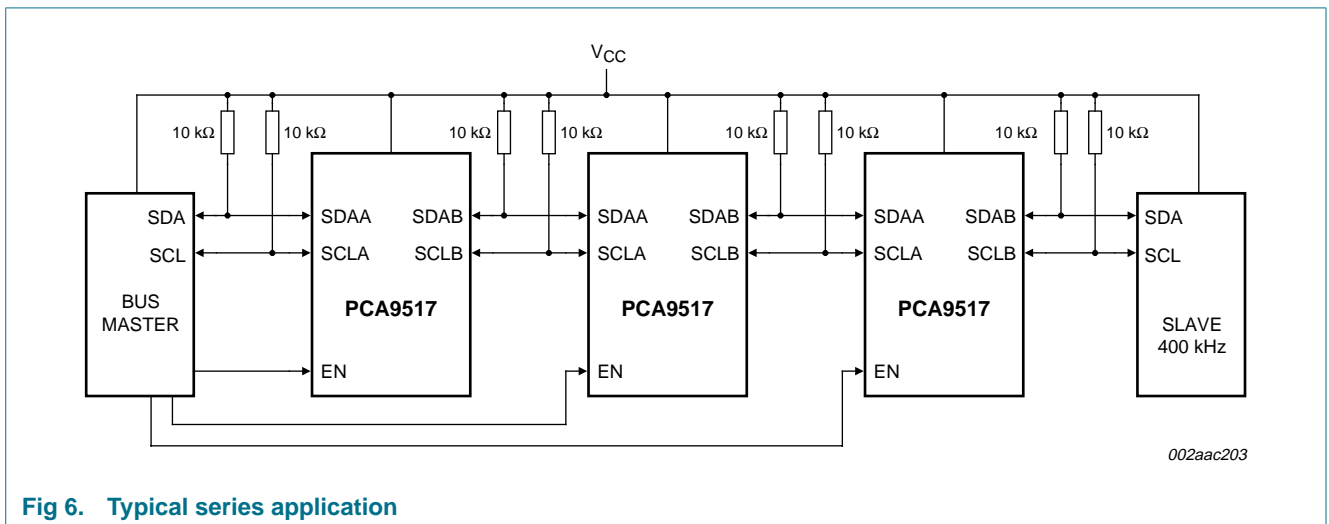 VCC
10 kΩ 10 kΩ 10 kΩ 10 kΩ 10 kΩ 10 kΩ 10 kΩ 10 kΩ
SDA SDAA SDAB SDAA SDAB SDAA SDAB SDA
SCL SCLA SCLB SCLA SCLB SCLA SCLB SCL
BUS
MASTER
PCA9517 PCA9517 PCA9517
SLAVE
400 kHz
EN EN EN
002aac203
Fig 6. Typical series application